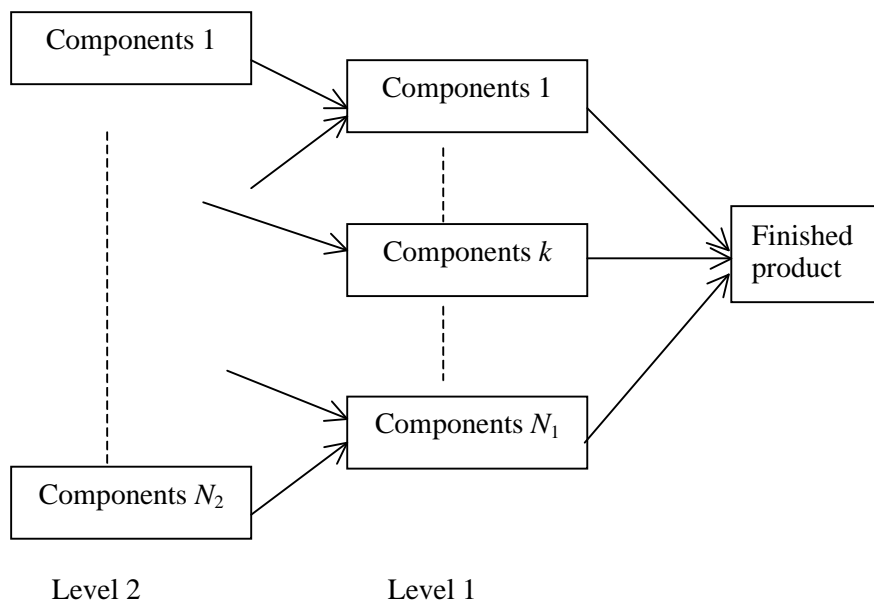 Components 1
Components 1
Components k
Finished
product
Components N₁
Components N₂
Level 2
Level 1